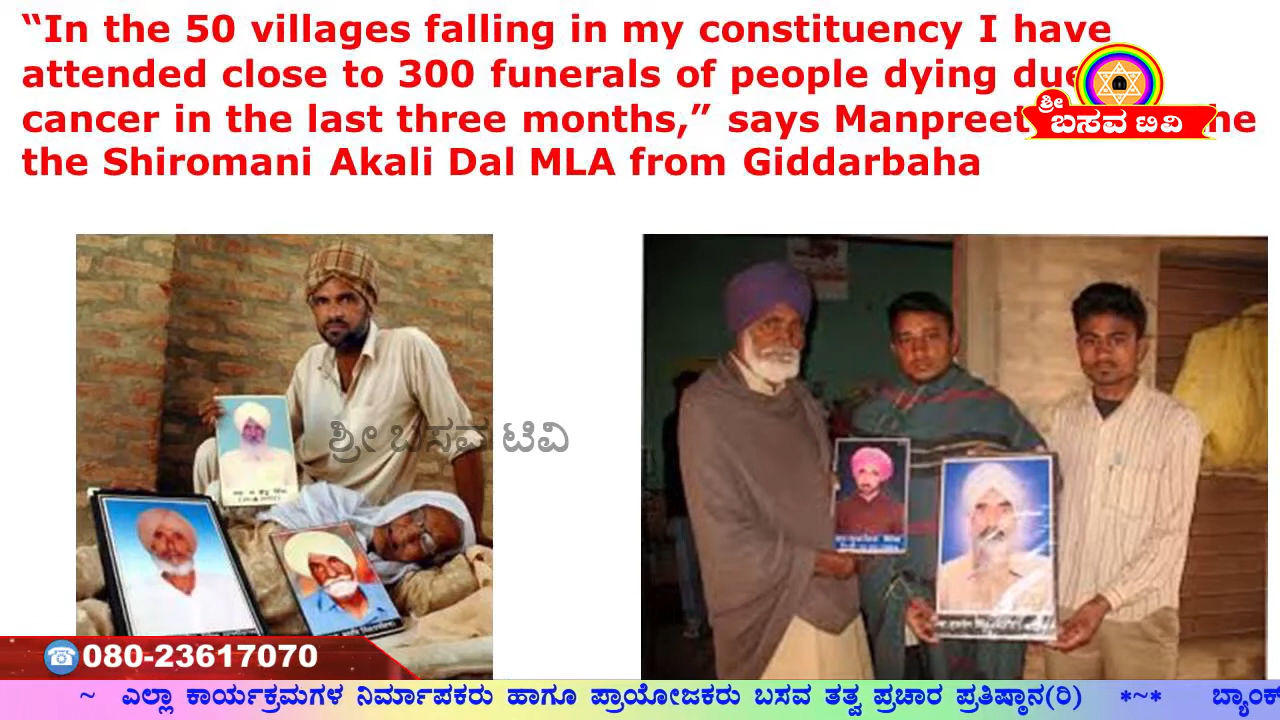 “In the 50 villages falling in my constituency I have
attended close to 300 funerals of people dying due
cancer in the last three months,” says Manpreet he
the Shiromani Akali Dal MLA from Giddarbaha
ಶ್ರೀ
ಬಸವ ಟಿವಿ
ಶ್ರೀ ಬಸವ ಟಿವಿ
080-23617070
~ ಎಲ್ಲಾ ಕಾರ್ಯಕ್ರಮಗಳ ನಿರ್ಮಾಪಕರು ಹಾಗೂ ಪ್ರಾಯೋಜಕರು ಬಸವ ತತ್ವ ಪ್ರಚಾರ ಪ್ರತಿಷ್ಠಾನ(ರಿ) *~* ಬ್ಯಾಂಕ